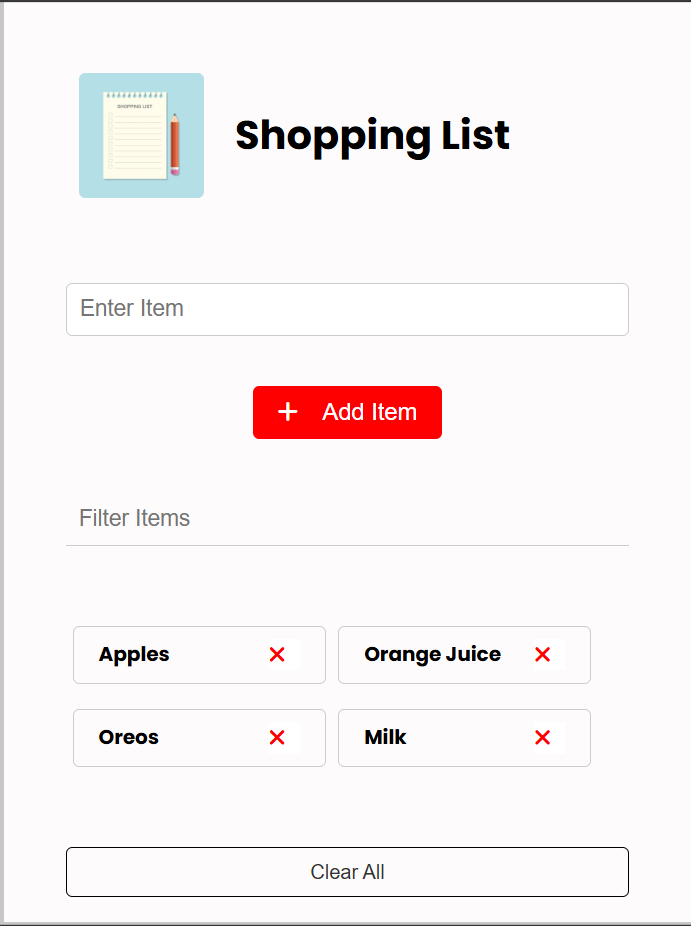 SHOPPING LIST
Shopping List
Enter Item
Add Item
Filter Items
Apples
Orange Juice
Oreos
Milk
Clear All